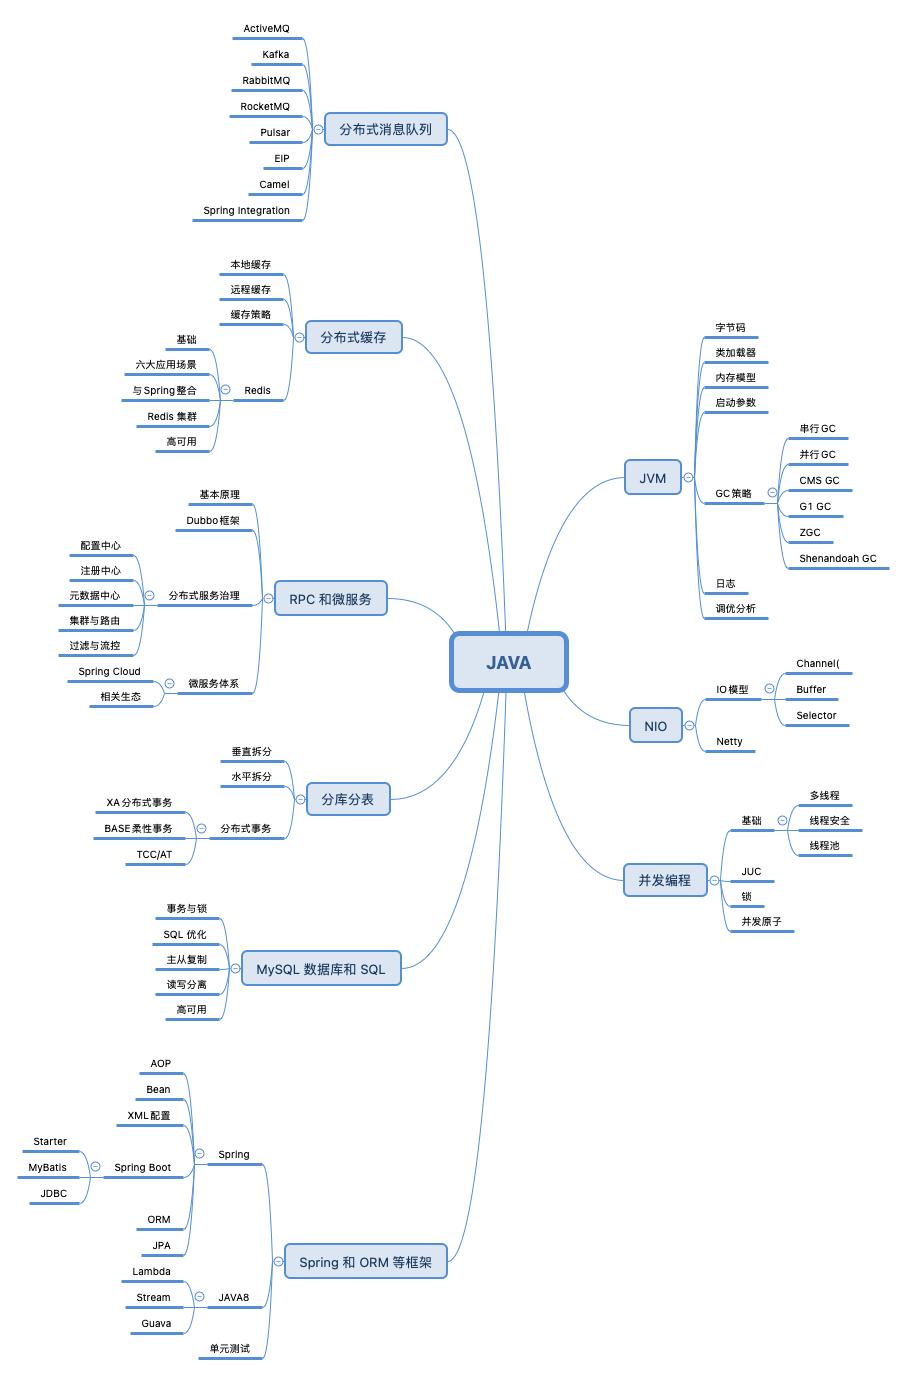 JAVA
JVM
字节码
类加载器
内存模型
启动参数
GC 策略
串行 GC
并行 GC
CMS GC
G1 GC
ZGC
Shenandoah GC
日志
调优分析
NIO
IO 模型
Channel(
Buffer
Selector
Netty
并发编程
基础
多线程
线程安全
线程池
JUC
锁
并发原子
分布式消息队列
ActiveMQ
Kafka
RabbitMQ
RocketMQ
Pulsar
EIP
Camel
Spring Integration
分布式缓存
本地缓存
远程缓存
缓存策略
Redis
基础
六大应用场景
与 Spring 整合
Redis 集群
高可用
RPC 和微服务
基本原理
Dubbo 框架
分布式服务治理
配置中心
注册中心
元数据中心
集群与路由
过滤与流控
微服务体系
Spring Cloud
相关生态
分库分表
垂直拆分
水平拆分
分布式事务
XA 分布式事务
BASE 柔性事务
TCC/AT
MySQL 数据库和 SQL
事务与锁
SQL 优化
主从复制
读写分离
高可用
Spring 和 ORM 等框架
Spring
AOP
Bean
XML 配置
Spring Boot
Starter
MyBatis
JDBC
ORM
JPA
JAVA8
Lambda
Stream
Guava
单元测试